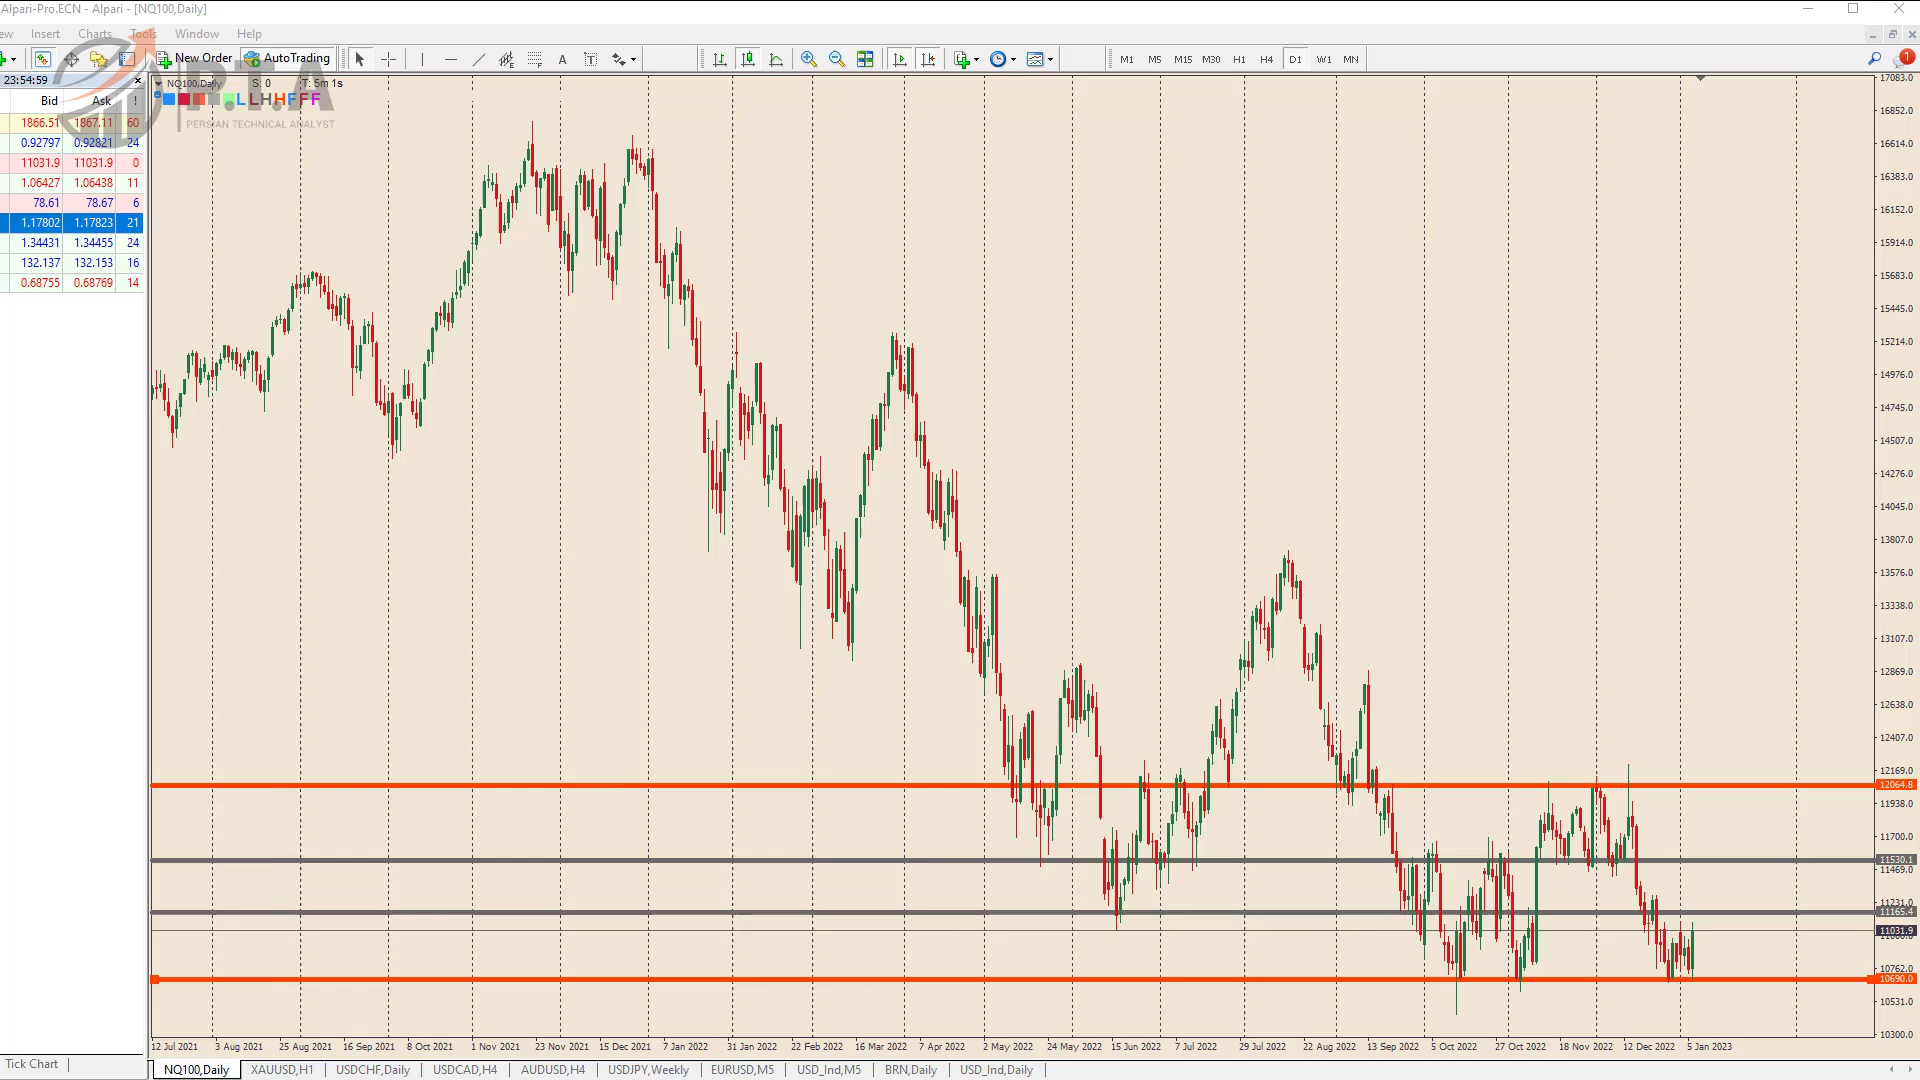 Alpari-Pro.ECN - Alpari - [NQ100,Daily]
ew Insert Charts Tools Window Help
New Order AutoTrading A T M1 M5 M15 M30 H1 H4 D1 W1 MN 1
23:54:59 ×
Bid Ask !
1866.51 1867.11 60
0.92797 0.92821 24
11031.9 11031.9 0
1.06427 1.06438 11
78.61 78.67 6
1.17802 1.17823 21
1.34431 1.34455 24
132.137 132.153 16
0.68755 0.68769 14
Tick Chart
NQ100,Daily S: 0 T: 5m 1s
L L H H F F F
P.T.A
PERSIAN TECHNICAL ANALYST
17083.0
16852.0
16614.0
16383.0
16152.0
15914.0
15683.0
15445.0
15214.0
14976.0
14745.0
14507.0
14276.0
14045.0
13807.0
13576.0
13338.0
13107.0
12869.0
12638.0
12407.0
12169.0
12064.8
11938.0
11700.0
11530.1
11469.0
11231.0
11165.4
11031.9
10762.0
10690.0
10531.0
10300.0
12 Jul 2021 3 Aug 2021 25 Aug 2021 16 Sep 2021 8 Oct 2021 1 Nov 2021 23 Nov 2021 15 Dec 2021 7 Jan 2022 31 Jan 2022 22 Feb 2022 16 Mar 2022 7 Apr 2022 2 May 2022 24 May 2022 15 Jun 2022 7 Jul 2022 29 Jul 2022 22 Aug 2022 13 Sep 2022 5 Oct 2022 27 Oct 2022 18 Nov 2022 12 Dec 2022 5 Jan 2023
NQ100,Daily XAUUSD,H1 USDCHF,Daily USDCAD,H4 AUDUSD,H4 USDJPY,Weekly EURUSD,M5 USD_Ind,M5 BRN,Daily USD_Ind,Daily